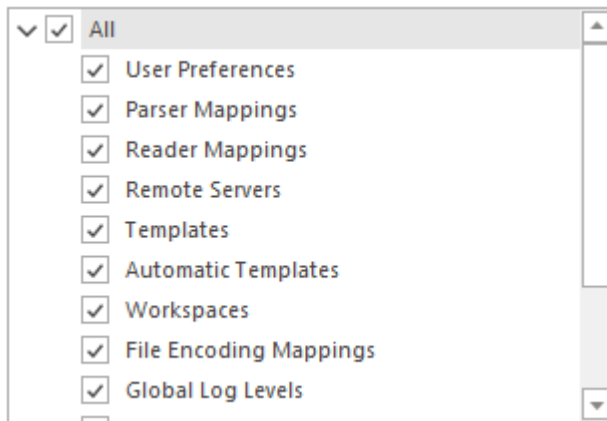 All
User Preferences
Parser Mappings
Reader Mappings
Remote Servers
Templates
Automatic Templates
Workspaces
File Encoding Mappings
Global Log Levels